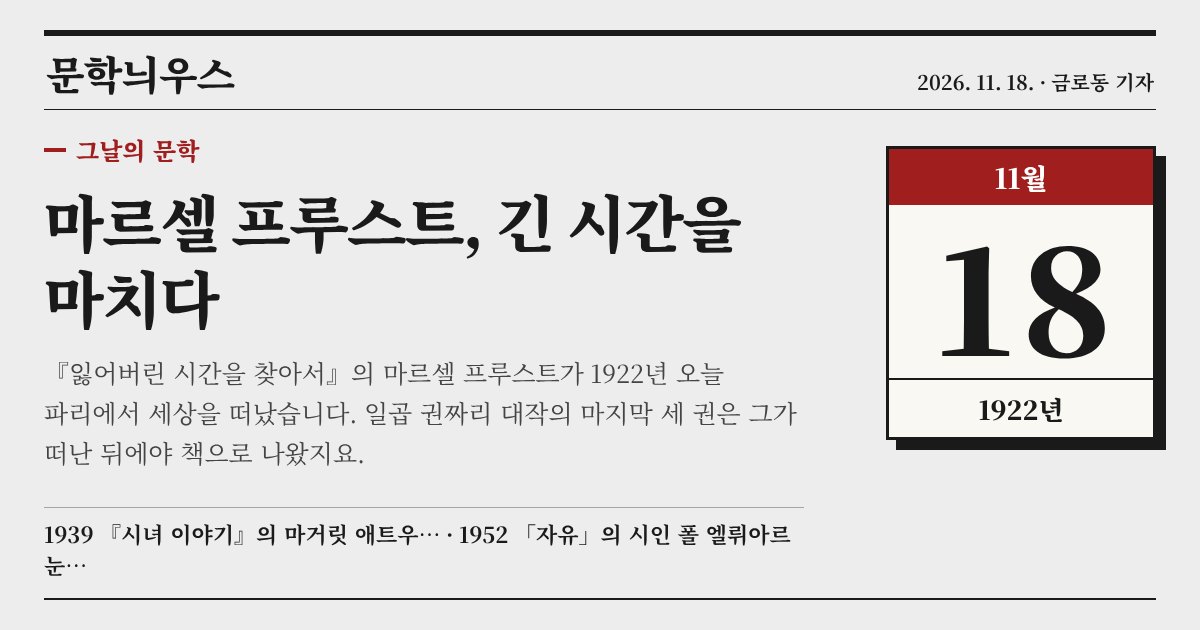 문학늬우스
2026. 11. 18. · 금로동 기자
그날의 문학
마르셀 프루스트, 긴 시간을
마치다
『잃어버린 시간을 찾아서』의 마르셀 프루스트가 1922년 오늘
파리에서 세상을 떠났습니다. 일곱 권짜리 대작의 마지막 세 권은 그가
떠난 뒤에야 책으로 나왔지요.
1939 『시녀 이야기』의 마거릿 애트우… · 1952 「자유」의 시인 폴 엘뤼아르
눈…
11월
18
1922년